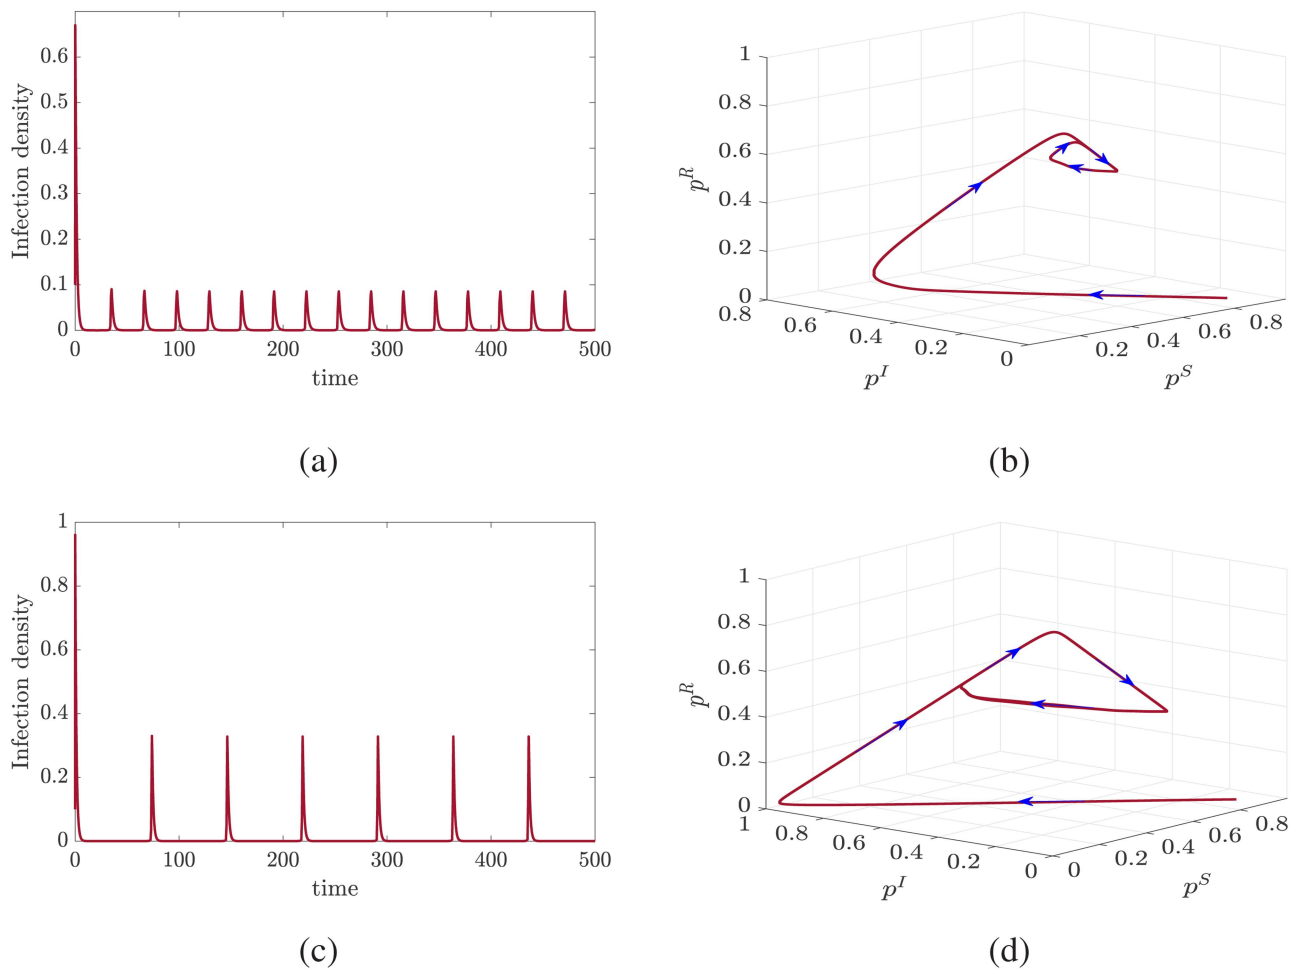 0.6
0.5
0.4
0.3
0.2
0.1
0
Infection density
0 100 200 300 400 500
time
(a)
1
0.8
0.6
0.4
0.2
0
p^R
0.8 0.6 0.4 0.2 0
p^I
0.2 0.4 0.6 0.8
p^S
(b)
1
0.8
0.6
0.4
0.2
0
Infection density
0 100 200 300 400 500
time
(c)
1
0.8
0.6
0.4
0.2
0
p^R
1 0.8 0.6 0.4 0.2 0
p^I
0 0.2 0.4 0.6 0.8
p^S
(d)